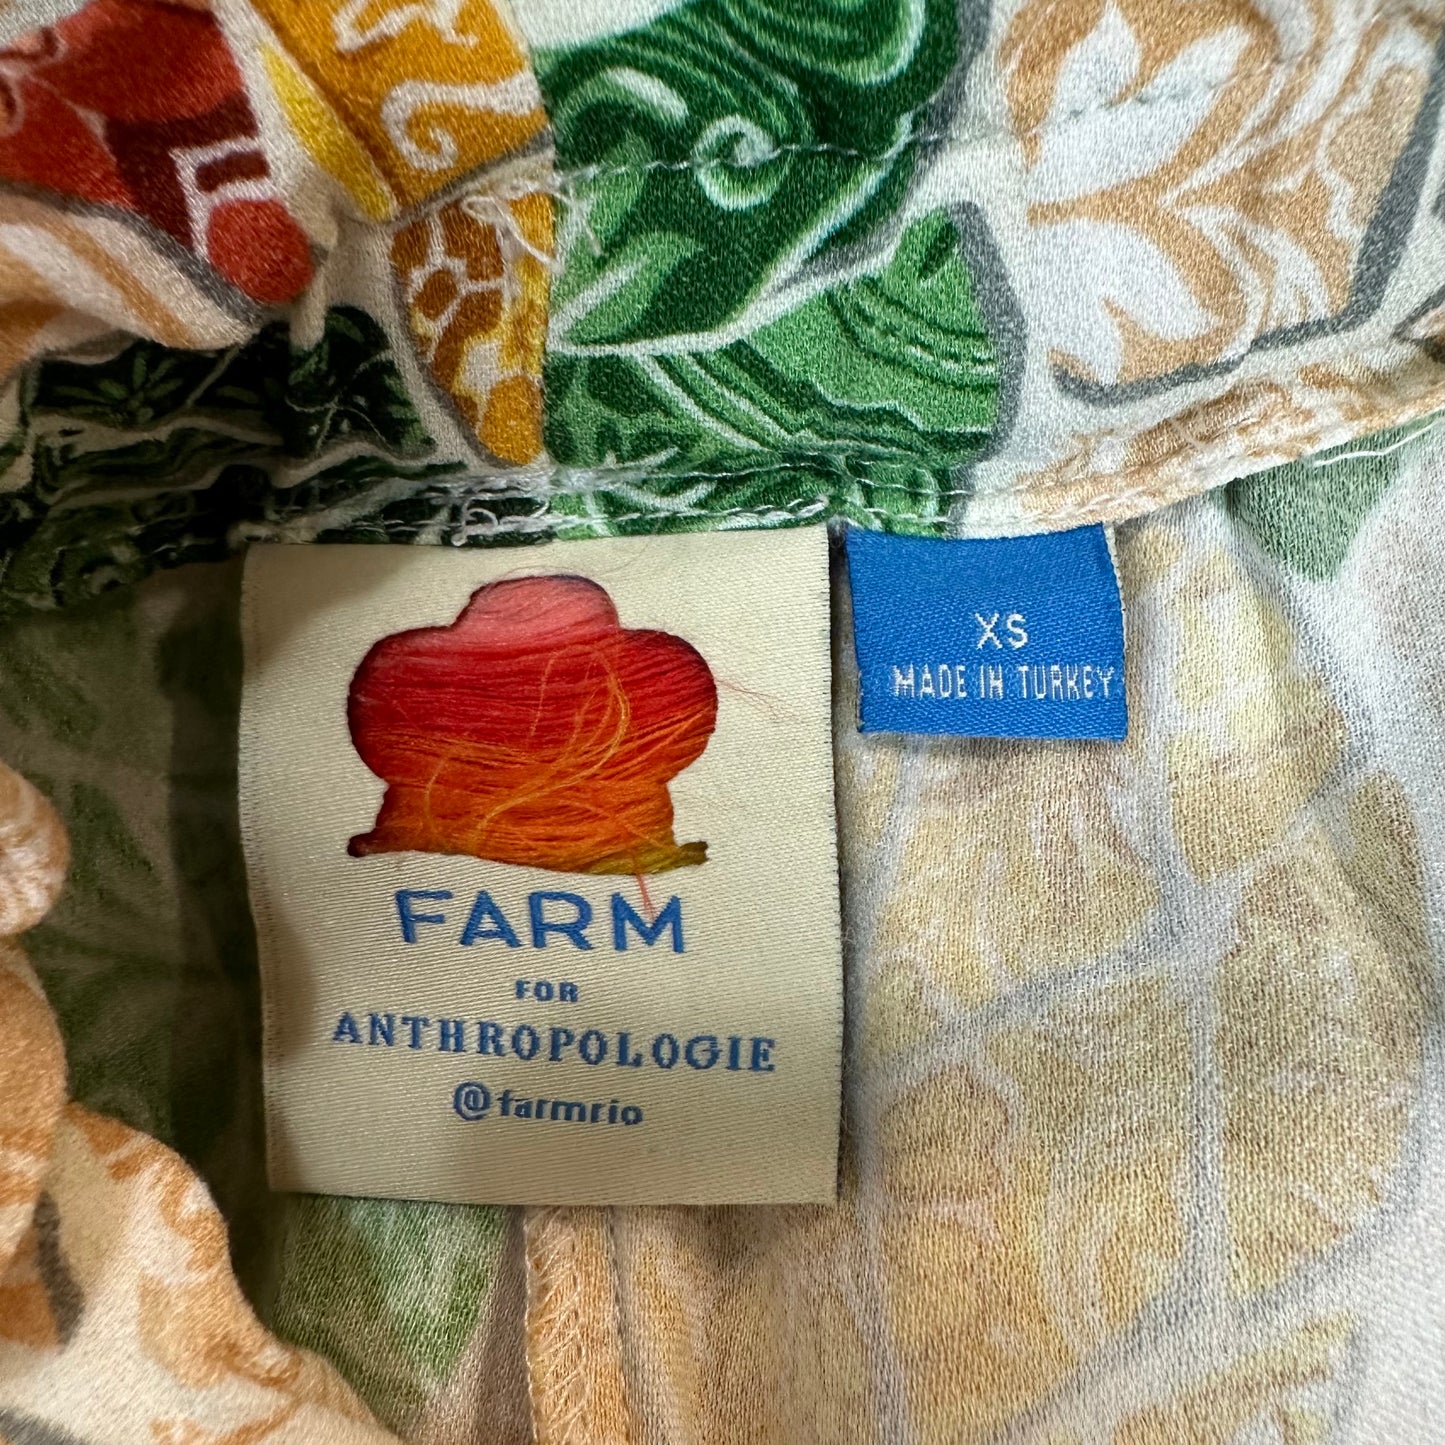 FARM
FOR
ANTHROPOLOGIE
@farmrio
XS
MADE IN TURKEY